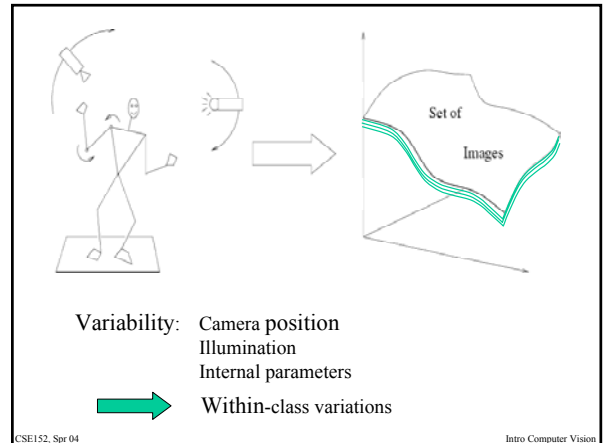 Set of
Images
Variability: Camera position
Illumination
Internal parameters
Within-class variations
CSE152, Spr 04
Intro Computer Vision